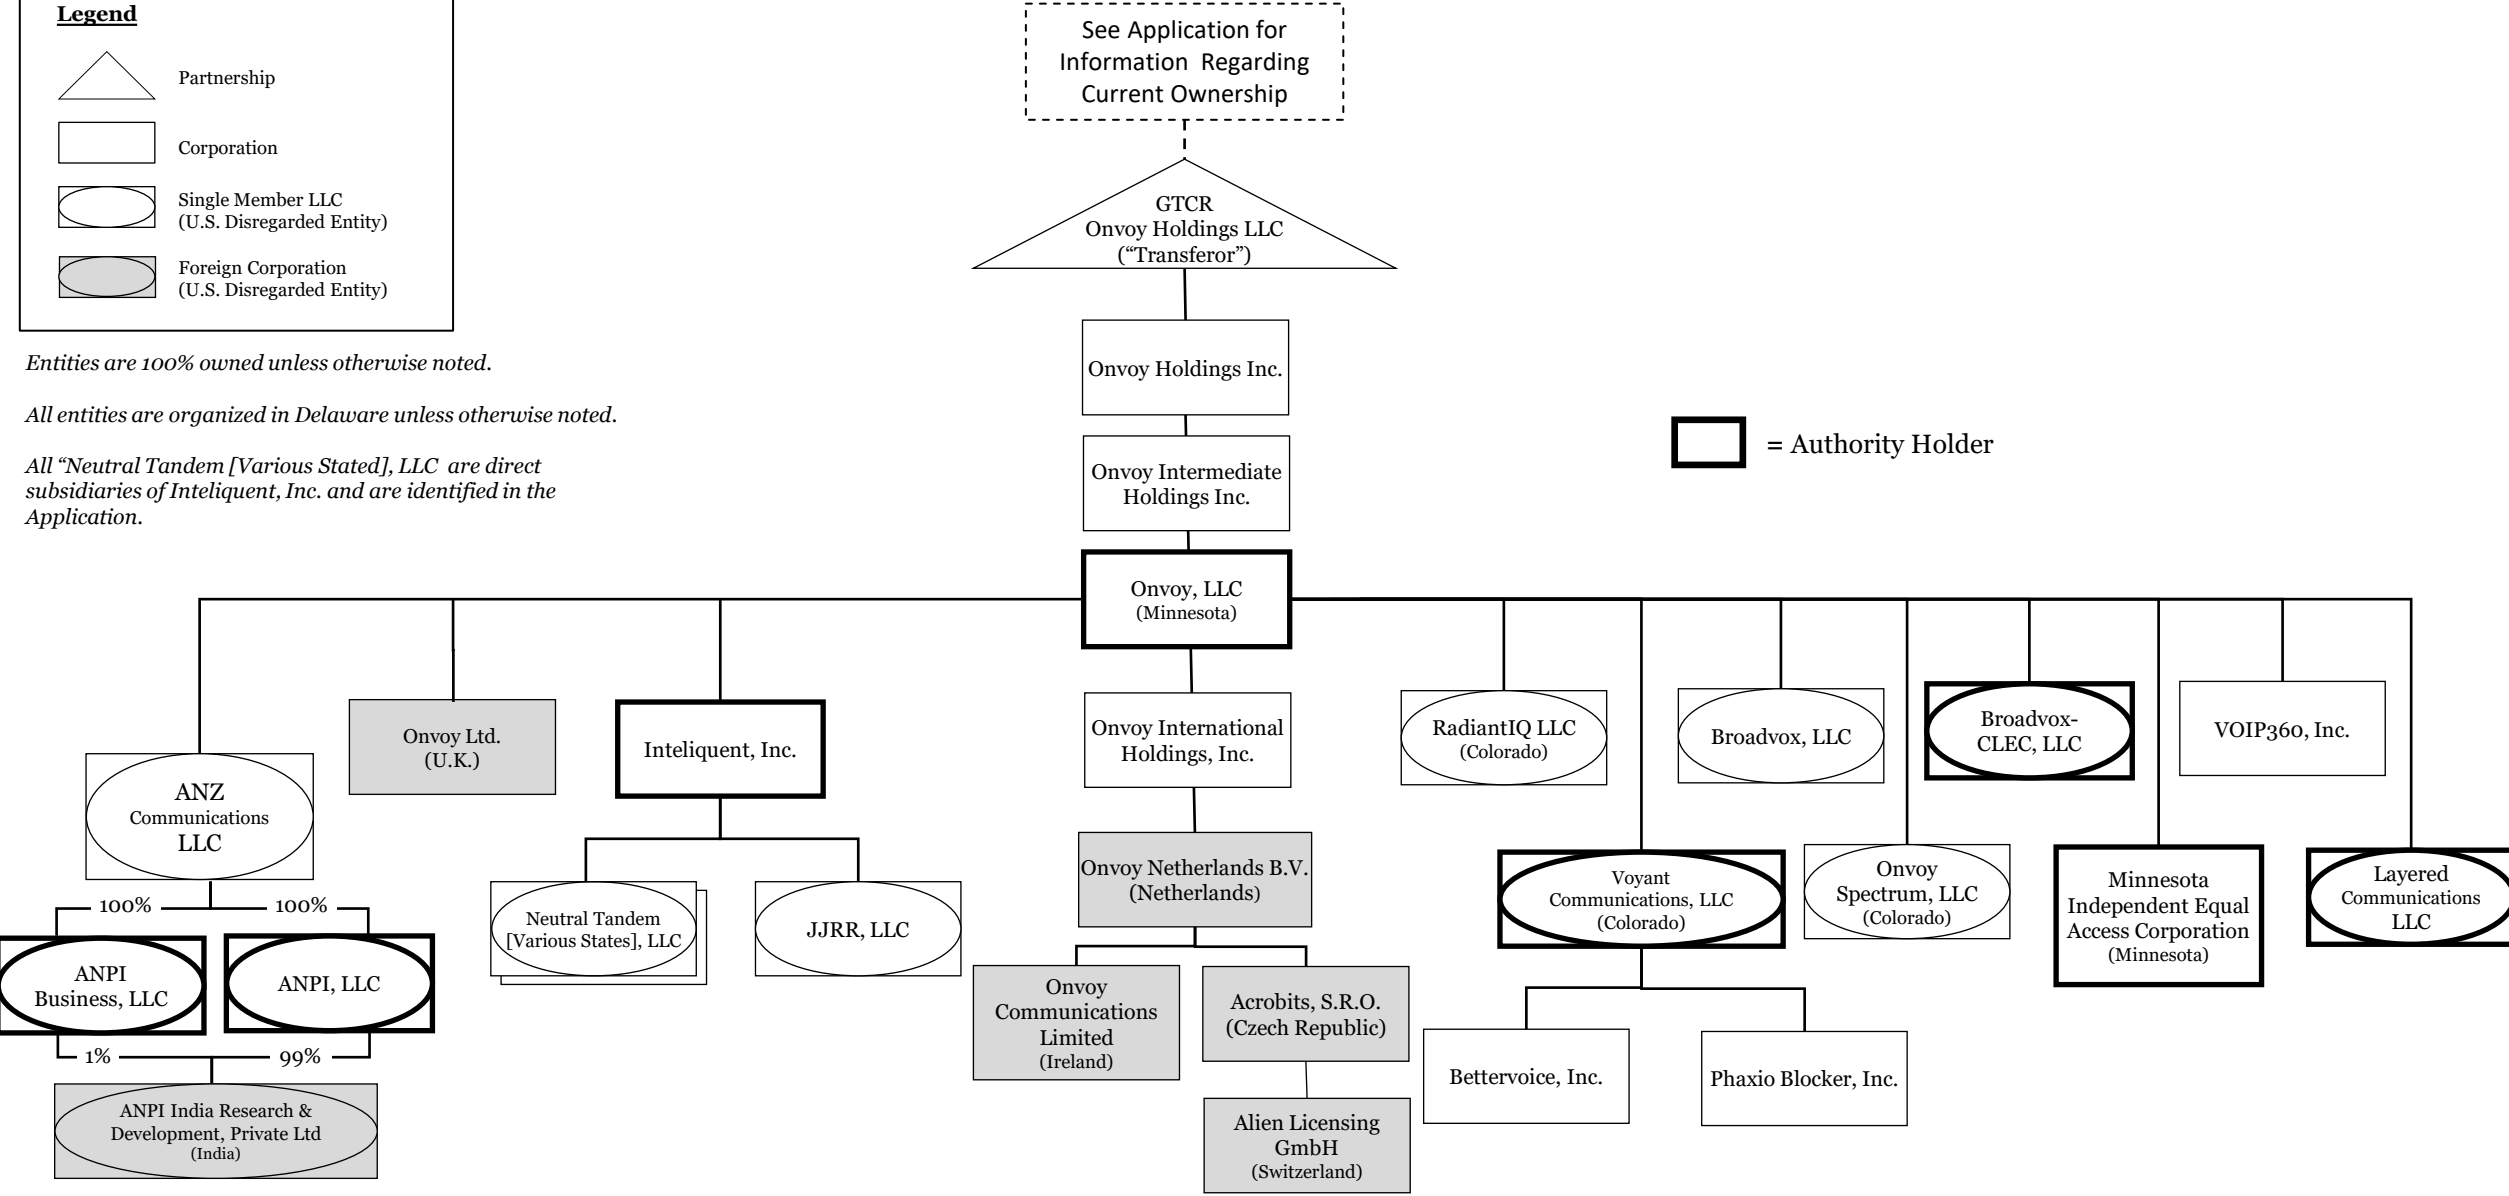 Legend
Partnership
Corporation
Single Member LLC
(U.S. Disregarded Entity)
Foreign Corporation
(U.S. Disregarded Entity)
Entities are 100% owned unless otherwise noted.
All entities are organized in Delaware unless otherwise noted.
All “Neutral Tandem [Various Stated], LLC are direct
subsidiaries of Inteliquent, Inc. and are identified in the
Application.
See Application for
Information Regarding
Current Ownership
GTCR
Onvoy Holdings LLC
(“Transferor”)
Onvoy Holdings Inc.
Onvoy Intermediate
Holdings Inc.
= Authority Holder
Onvoy, LLC
(Minnesota)
ANZ
Communications
LLC
Onvoy Ltd.
(U.K.)
Inteliquent, Inc.
Onvoy International
Holdings, Inc.
RadiantIQ LLC
(Colorado)
Broadvox, LLC
Broadvox-
CLEC, LLC
VOIP360, Inc.
100%
100%
ANPI
Business, LLC
ANPI, LLC
1%
99%
ANPI India Research &
Development, Private Ltd
(India)
Neutral Tandem
[Various States], LLC
JJRR, LLC
Onvoy Netherlands B.V.
(Netherlands)
Onvoy
Communications
Limited
(Ireland)
Acrobits, S.R.O.
(Czech Republic)
Alien Licensing
GmbH
(Switzerland)
Voyant
Communications, LLC
(Colorado)
Onvoy
Spectrum, LLC
(Colorado)
Minnesota
Independent Equal
Access Corporation
(Minnesota)
Layered
Communications
LLC
Bettervoice, Inc.
Phaxio Blocker, Inc.